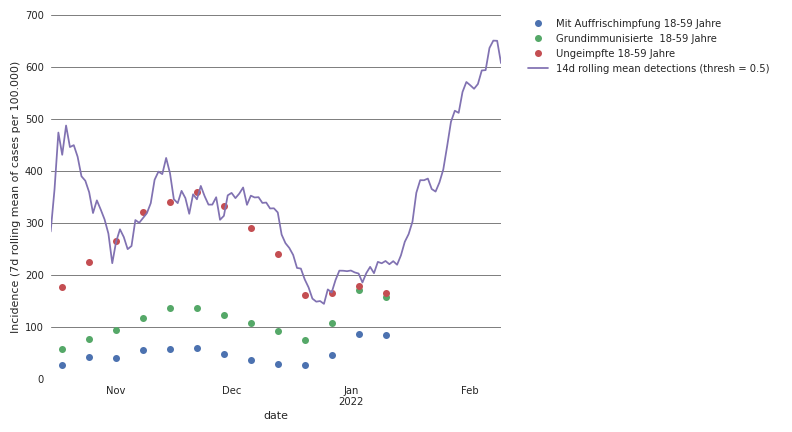 700
600
500
400
300
200
100
0
Incidence (7d rolling mean of cases per 100.000)
Nov
Dec
Jan
2022
Feb
date
Mit Auffrischimpfung 18-59 Jahre
Grundimmunisierte  18-59 Jahre
Ungeimpfte 18-59 Jahre
14d rolling mean detections (thresh = 0.5)